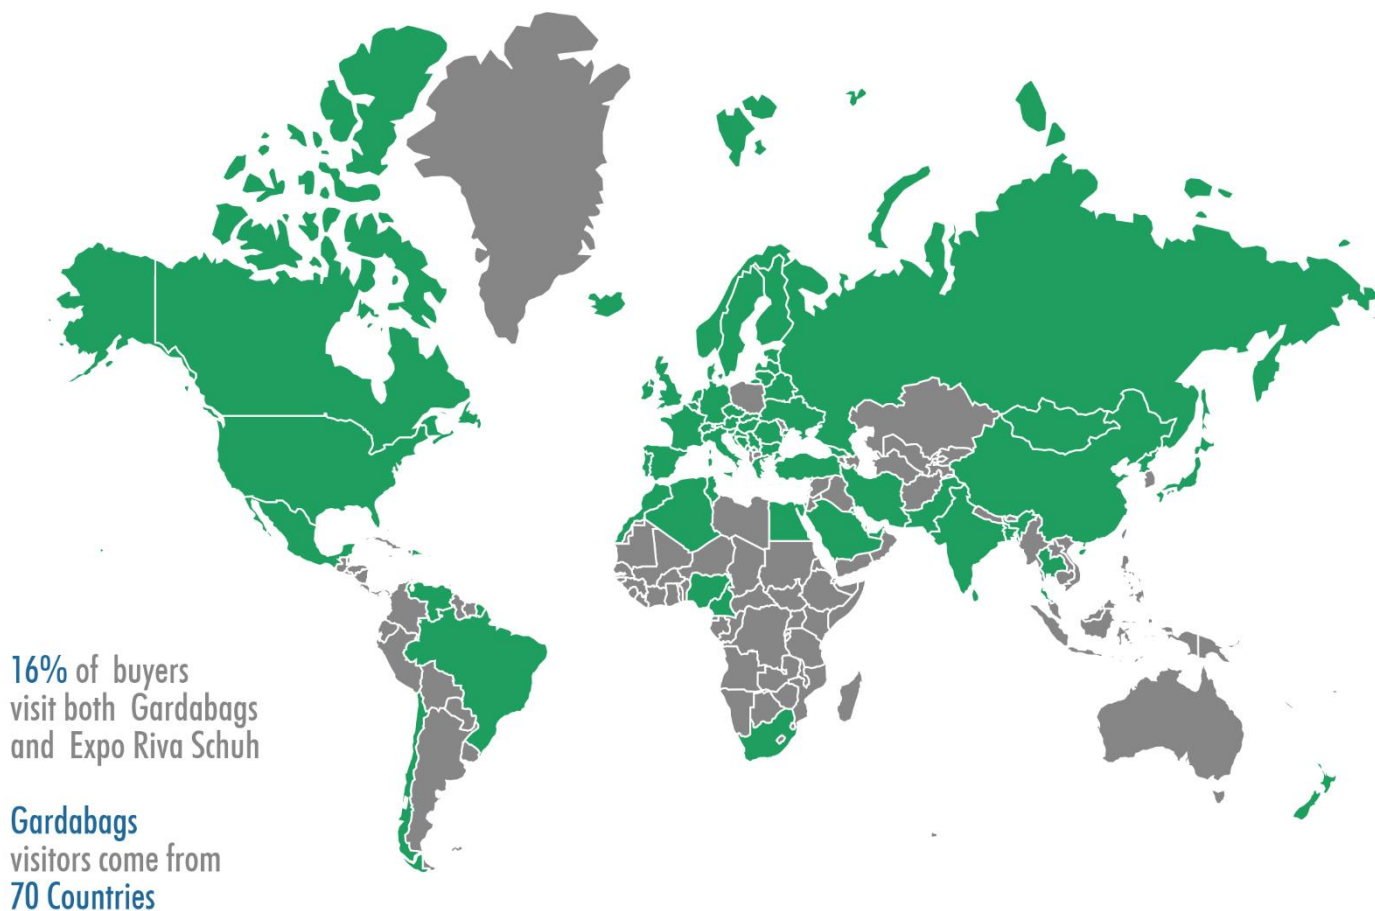 16% of buyers
visit both Gardabags
and Expo Riva Schuh
Gardabags
visitors come from
70 Countries